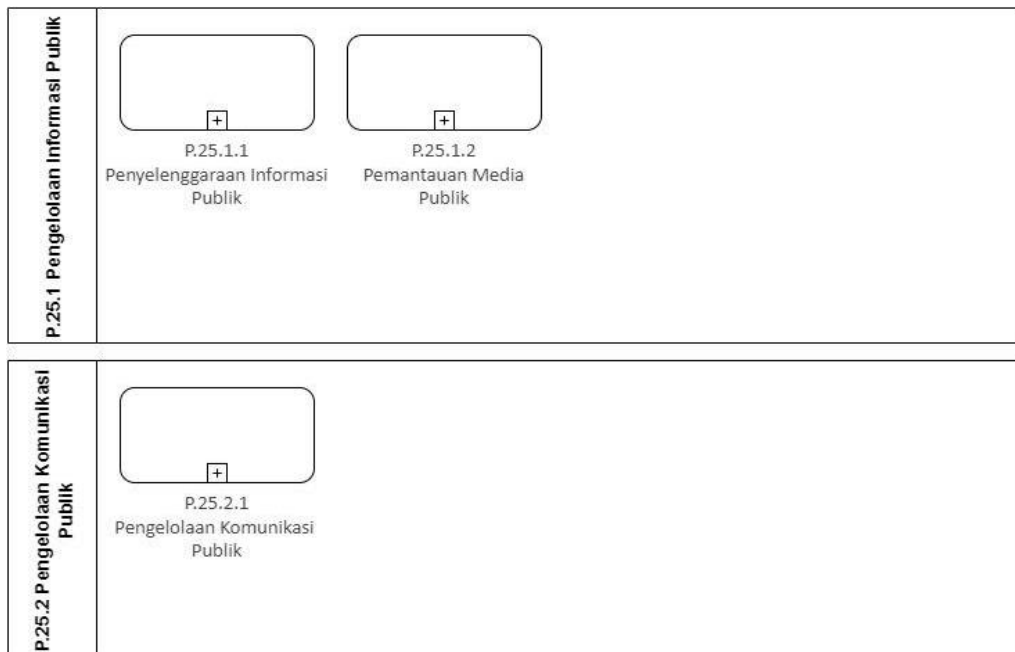 P.25.1 Pengelolaan Informasi Publik
P.25.1.1
Penyelenggaraan Informasi
Publik
P.25.1.2
Pemantauan Media
Publik
P.25.2 Pengelolaan Komunikasi
Publik
P.25.2.1
Pengelolaan Komunikasi
Publik